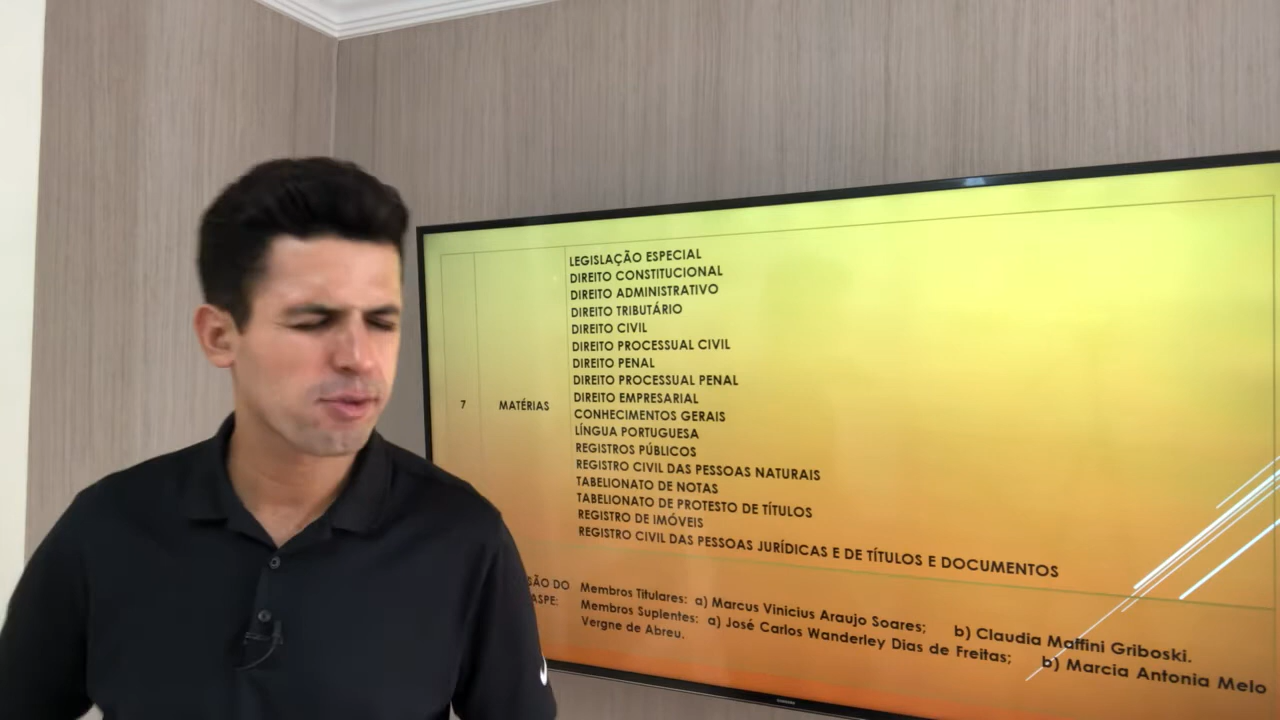 LEGISLAÇÃO ESPECIAL
DIREITO CONSTITUCIONAL
DIREITO ADMINISTRATIVO
DIREITO TRIBUTÁRIO
DIREITO CIVIL
DIREITO PROCESSUAL CIVIL
DIREITO PENAL
DIREITO PROCESSUAL PENAL
DIREITO EMPRESARIAL
7 MATÉRIAS
CONHECIMENTOS GERAIS
LÍNGUA PORTUGUESA
REGISTROS PÚBLICOS
REGISTRO CIVIL DAS PESSOAS NATURAIS
TABELIONATO DE NOTAS
TABELIONATO DE PROTESTO DE TÍTULOS
REGISTRO DE IMÓVEIS
REGISTRO CIVIL DAS PESSOAS JURÍDICAS E DE TÍTULOS E DOCUMENTOS
SÃO DO
ASPE:
Membros Titulares: a) Marcus Vinicius Araujo Soares; b) Claudia Maffini Griboski.
Membros Suplentes: a) José Carlos Wanderley Dias de Freitas; b) Marcia Antonia Melo
Vergne de Abreu.